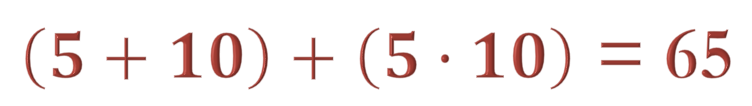 (5 + 10) + (5 · 10) = 65